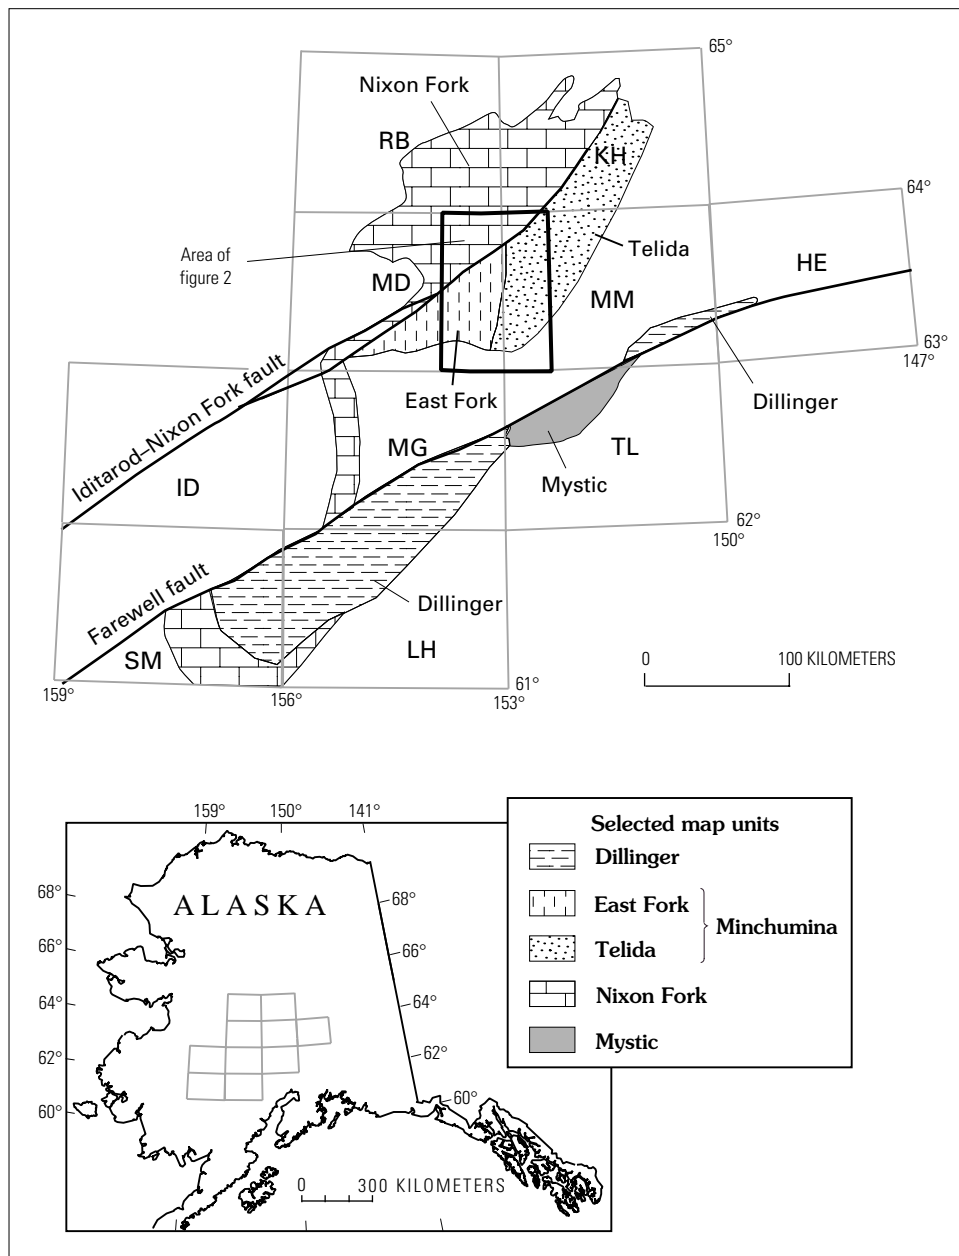 65°
Nixon Fork
RB
KH
64°
Area of
figure 2
Telida
HE
MD
MM
63°
147°
Iditarod–Nixon Fork fault
East Fork
Dillinger
MG
TL
ID
Mystic
62°
150°
Farewell fault
Dillinger
LH
SM
0 100 KILOMETERS
159°
156°
61°
153°
159° 150° 141°
Selected map units
Dillinger
East Fork
Minchumina
Telida
Nixon Fork
Mystic
ALASKA
68°
68°
66°
66°
64°
64°
62°
62°
60°
60°
0 300 KILOMETERS